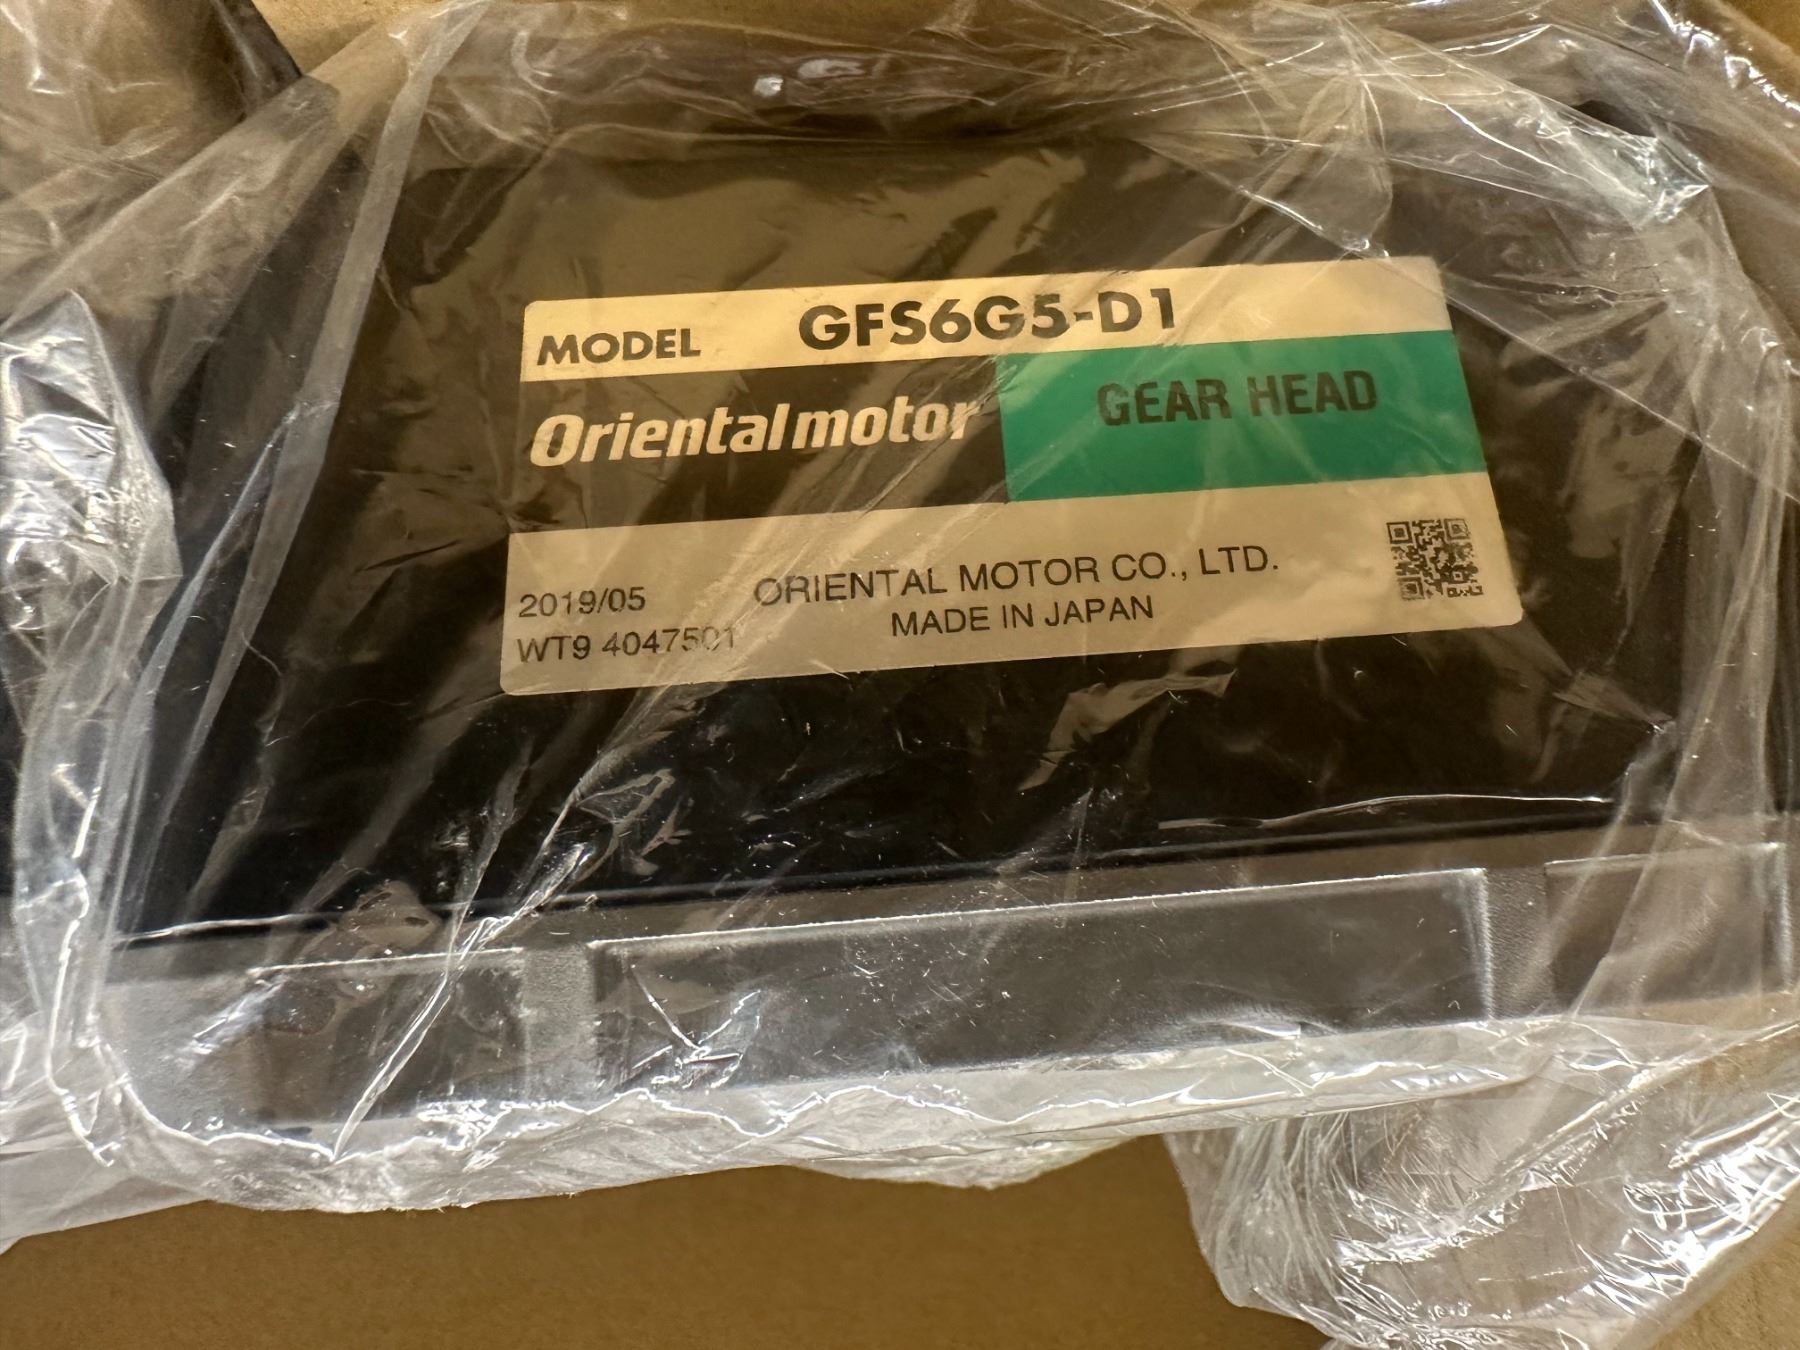 MODEL GFS6G5-D1
Orientalmotor GEAR HEAD
2019/05 ORIENTAL MOTOR CO., LTD.
WT9 4047501 MADE IN JAPAN